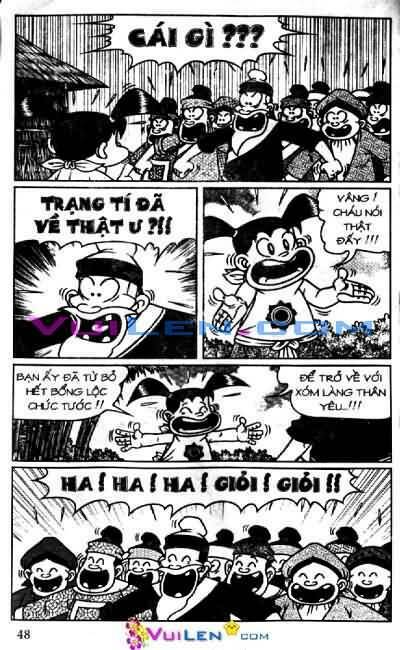 CÁI GÌ ???
TRẠNG TÍ ĐÃ
VỀ THẬT Ư ?!!
VÂNG !
CHÁU NÓI
THẬT
ĐẤY !!!
VUILEN.COM
BẠN ẤY ĐÃ TỪ BỎ
HẾT BỔNG LỘC
CHỨC TƯỚC !!
ĐỂ TRỞ VỀ VỚI
XÓM LÀNG THÂN
YÊU..!!!
HA ! HA ! HA ! GIỎI ! GIỎI !!
48
VUILEN.COM